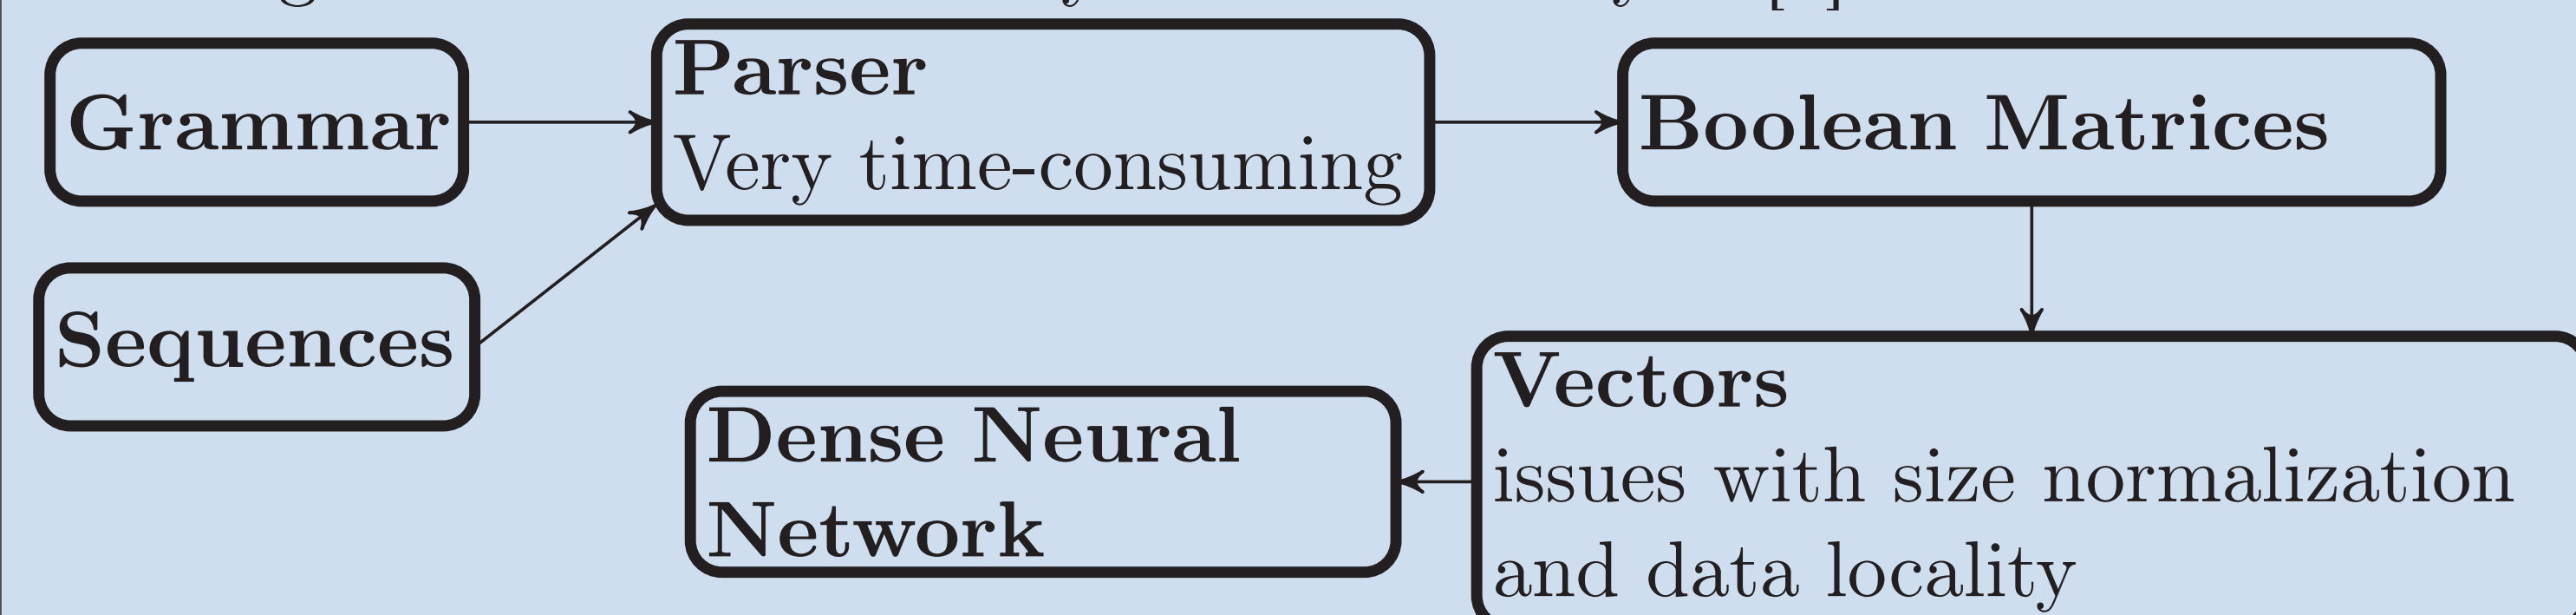 Grammar
Parser
Very time-consuming
Boolean Matrices
Sequences
Vectors
issues with size normalization
and data locality
Dense Neural
Network